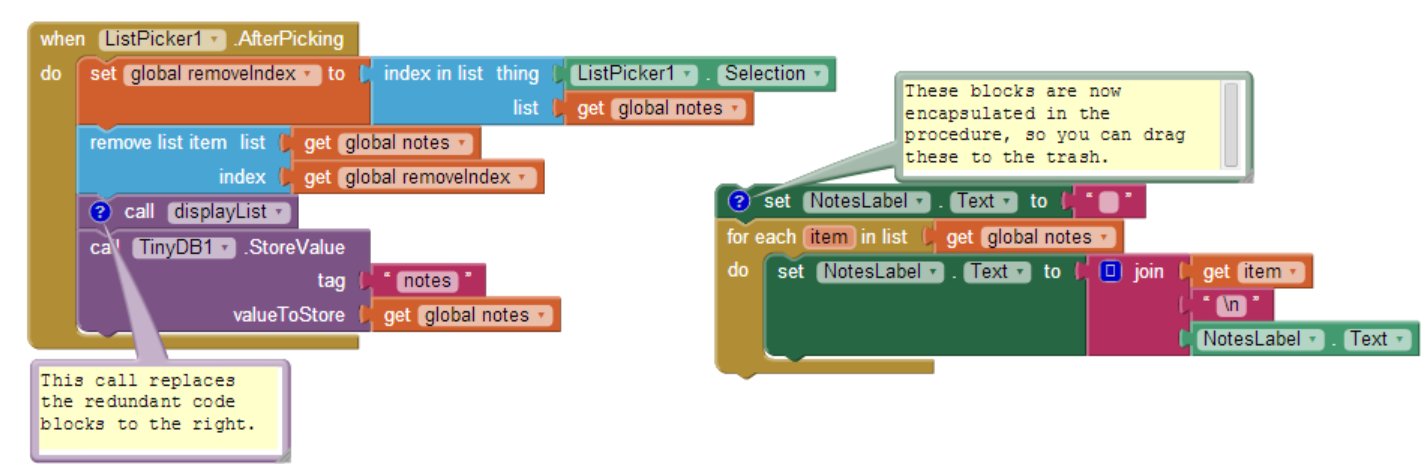 when ListPicker1 .AfterPicking
do set global removeIndex to index in list thing ListPicker1 . Selection
list get global notes
remove list item list get global notes
index get global removeIndex
call displayList
call TinyDB1 .StoreValue
tag " notes "
valueToStore get global notes
This call replaces
the redundant code
blocks to the right.
These blocks are now
encapsulated in the
procedure, so you can drag
these to the trash.
set NotesLabel . Text to " "
for each item in list get global notes
do set NotesLabel . Text to join get item
" \n "
NotesLabel . Text